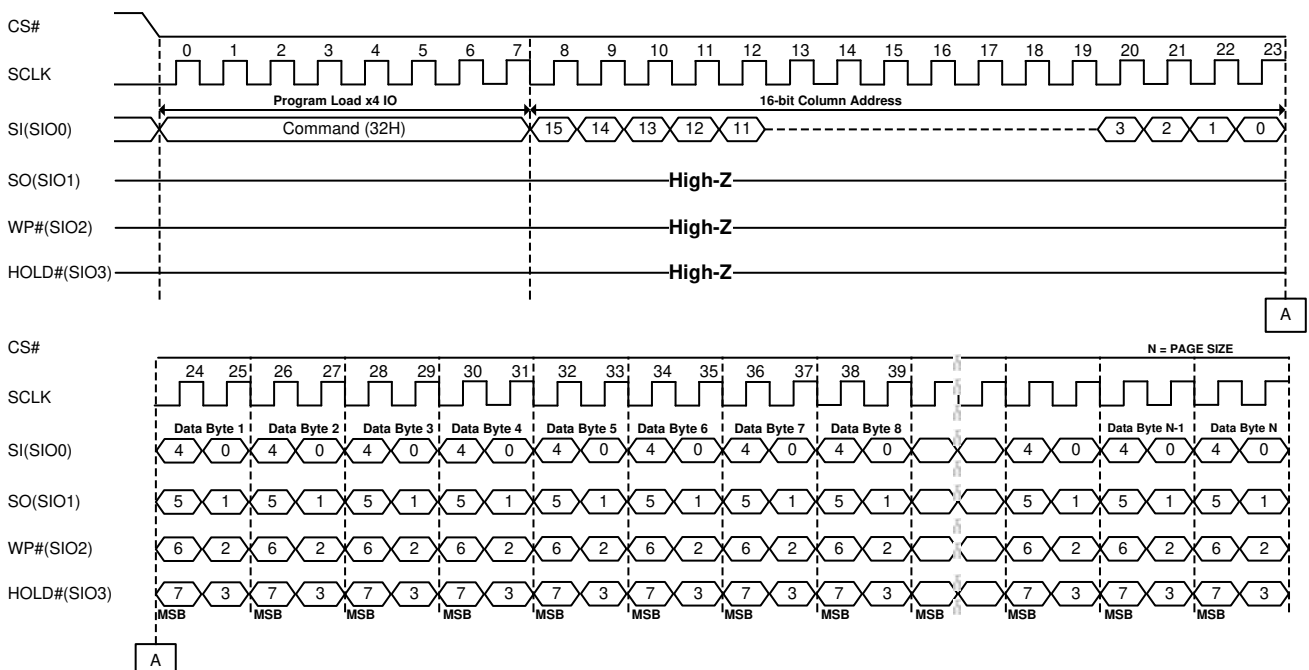 CS#
0 1 2 3 4 5 6 7 8 9 10 11 12 13 14 15 16 17 18 19 20 21 22 23
SCLK
Program Load x4 IO 16-bit Column Address
SI(SIO0) Command (32H) 15 14 13 12 11 3 2 1 0
SO(SIO1) High-Z
WP#(SIO2) High-Z
HOLD#(SIO3) High-Z
A
CS#
N = PAGE SIZE
24 25 26 27 28 29 30 31 32 33 34 35 36 37 38 39
SCLK
Data Byte 1 Data Byte 2 Data Byte 3 Data Byte 4 Data Byte 5 Data Byte 6 Data Byte 7 Data Byte 8 Data Byte N-1 Data Byte N
SI(SIO0) 4 0 4 0 4 0 4 0 4 0 4 0 4 0 4 0 4 0 4 0 4 0
SO(SIO1) 5 1 5 1 5 1 5 1 5 1 5 1 5 1 5 1 5 1 5 1 5 1
WP#(SIO2) 6 2 6 2 6 2 6 2 6 2 6 2 6 2 6 2 6 2 6 2 6 2
HOLD#(SIO3) 7 3 7 3 7 3 7 3 7 3 7 3 7 3 7 3 7 3 7 3 7 3
MSB MSB MSB MSB MSB MSB MSB MSB MSB MSB MSB MSB
A